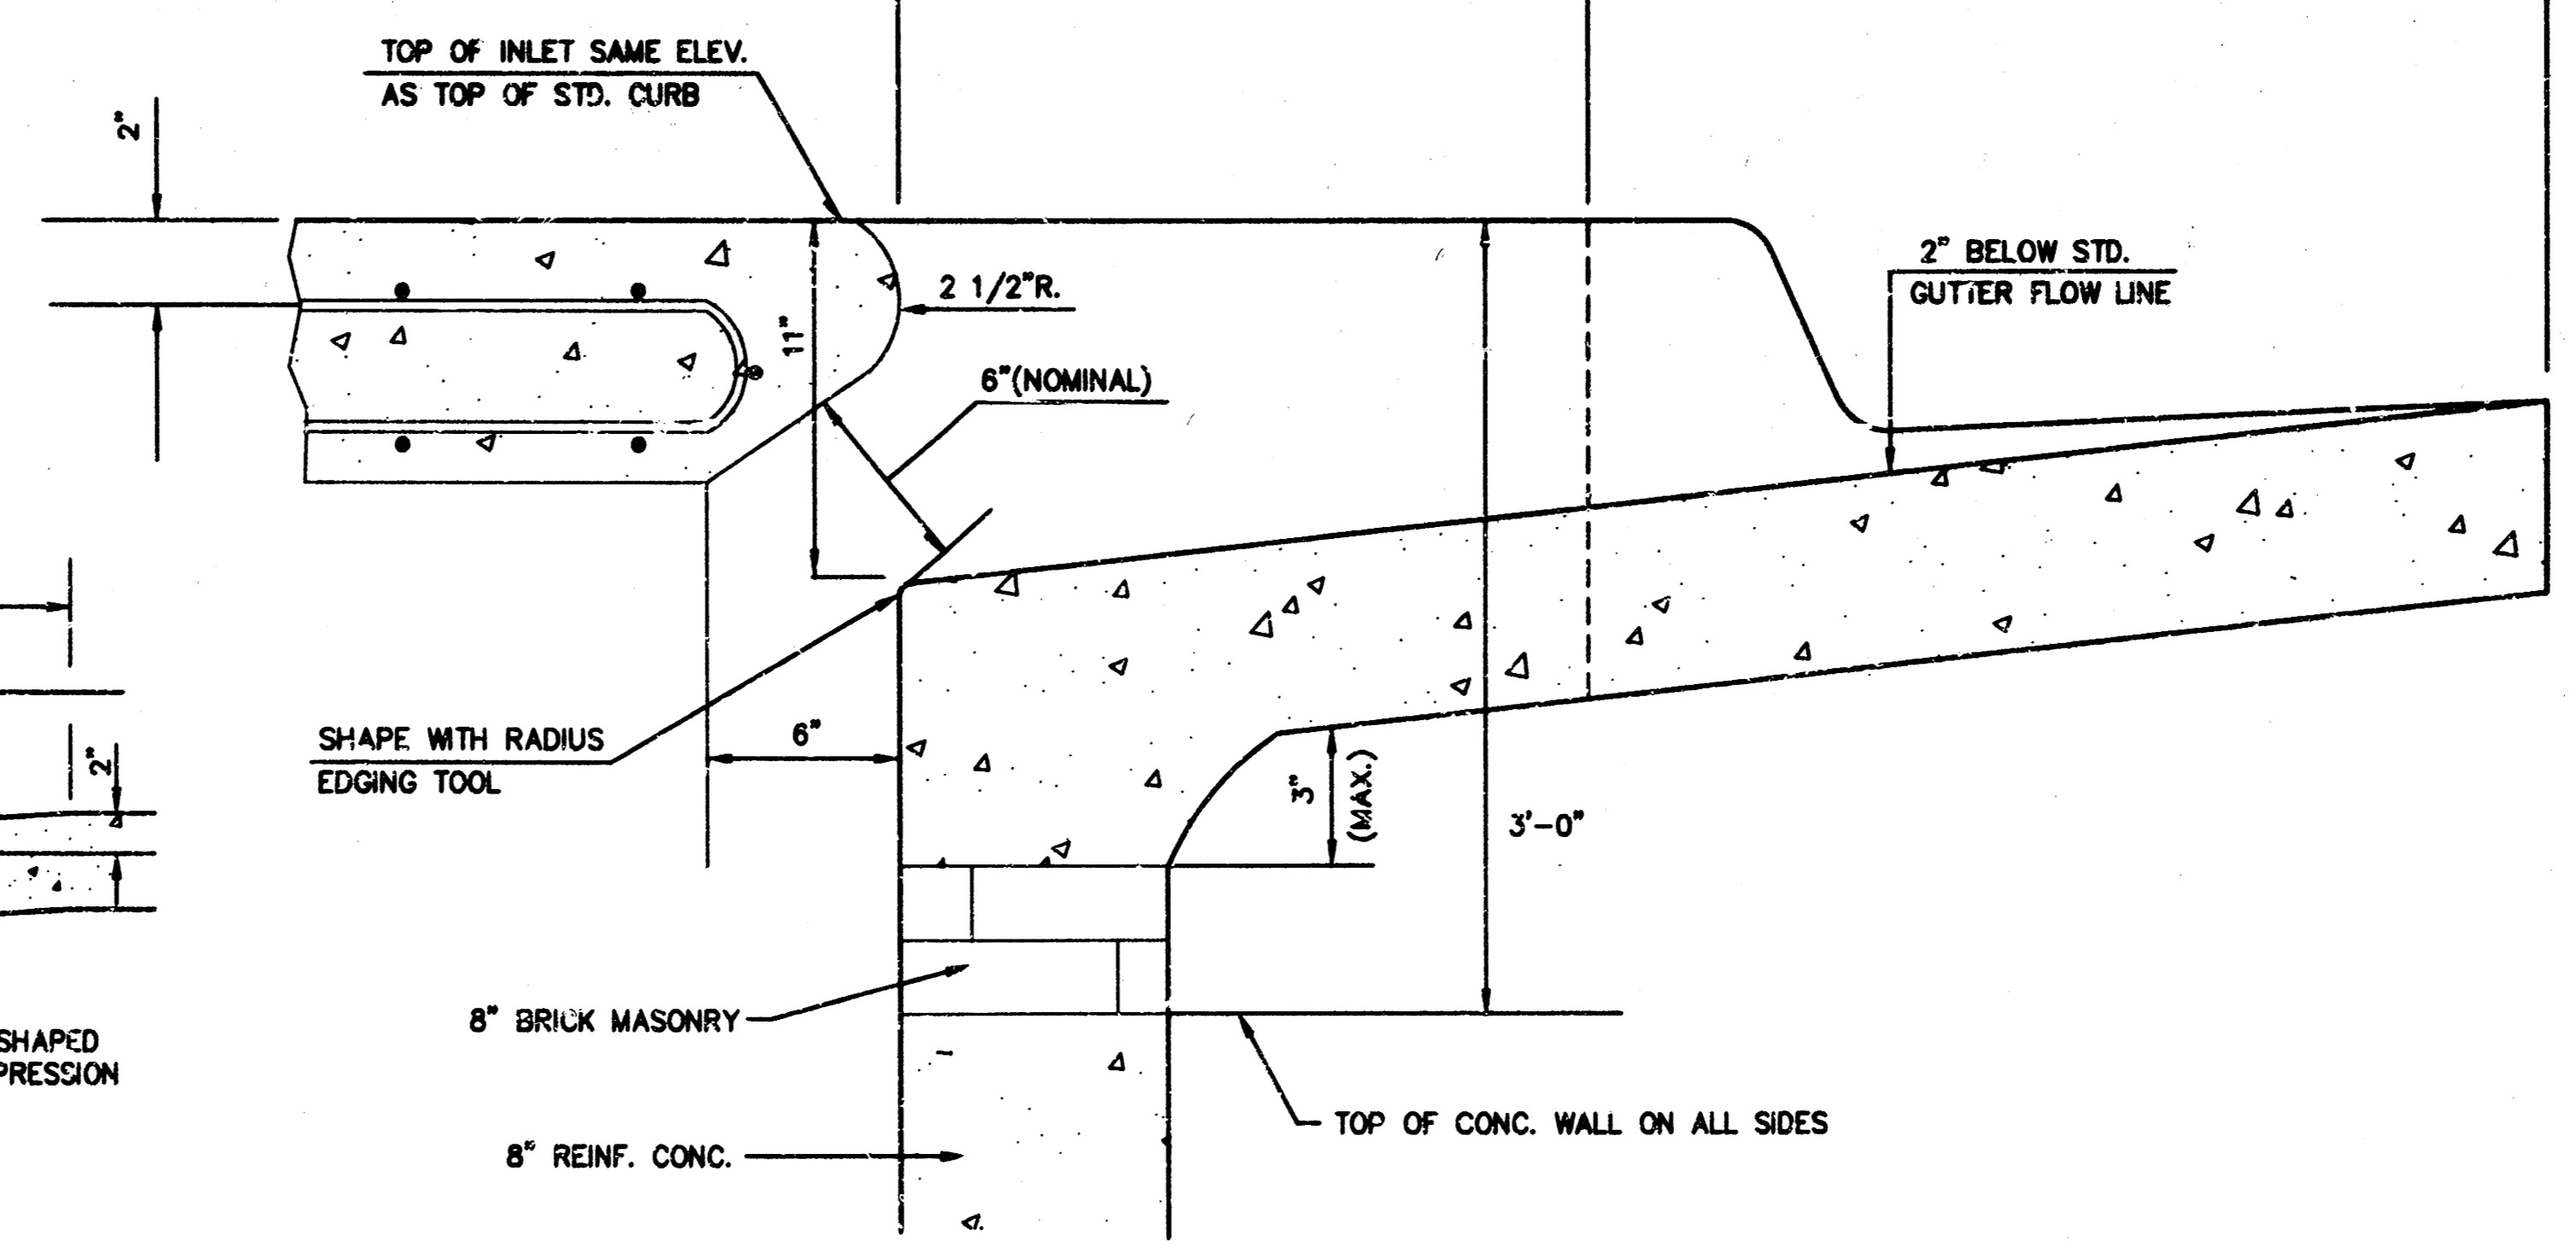 TOP OF INLET SAME ELEV.
AS TOP OF STD. CURB
2"
2" BELOW STD.
GUTTER FLOW LINE
2 1/2"R.
11"
6"(NOMINAL)
SHAPE WITH RADIUS
EDGING TOOL
6"
2"
3"
(MAX.)
3'-0"
8" BRICK MASONRY
SHAPED
PRESSION
TOP OF CONC. WALL ON ALL SIDES
8" REINF. CONC.